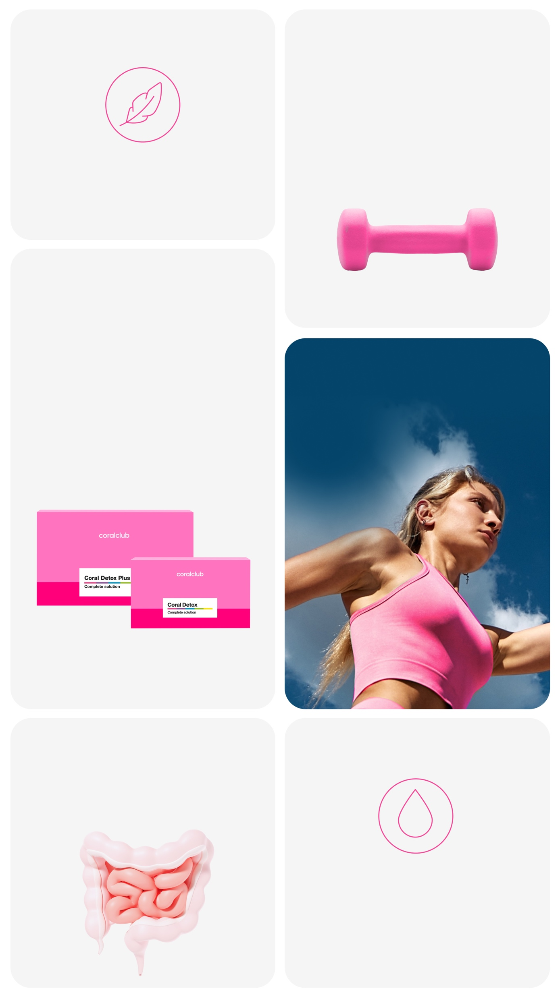 coralclub
Coral Detox Plus
Complete solution
coralclub
Coral Detox
Complete solution